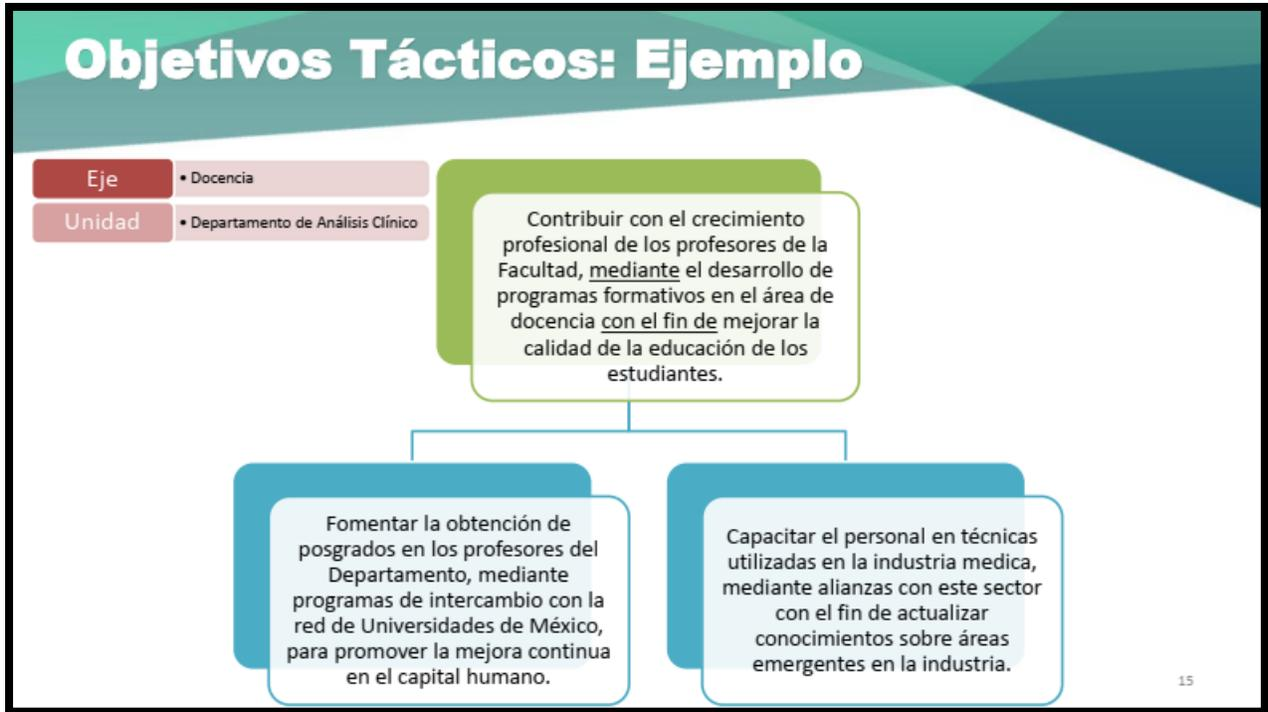 Objetivos Tácticos: Ejemplo
Eje
• Docencia
Unidad
• Departamento de Análisis Clínico
Contribuir con el crecimiento
profesional de los profesores de la
Facultad, mediante el desarrollo de
programas formativos en el área de
docencia con el fin de mejorar la
calidad de la educación de los
estudiantes.
Fomentar la obtención de
posgrados en los profesores del
Departamento, mediante
programas de intercambio con la
red de Universidades de México,
para promover la mejora continua
en el capital humano.
Capacitar el personal en técnicas
utilizadas en la industria medica,
mediante alianzas con este sector
con el fin de actualizar
conocimientos sobre áreas
emergentes en la industria.
15